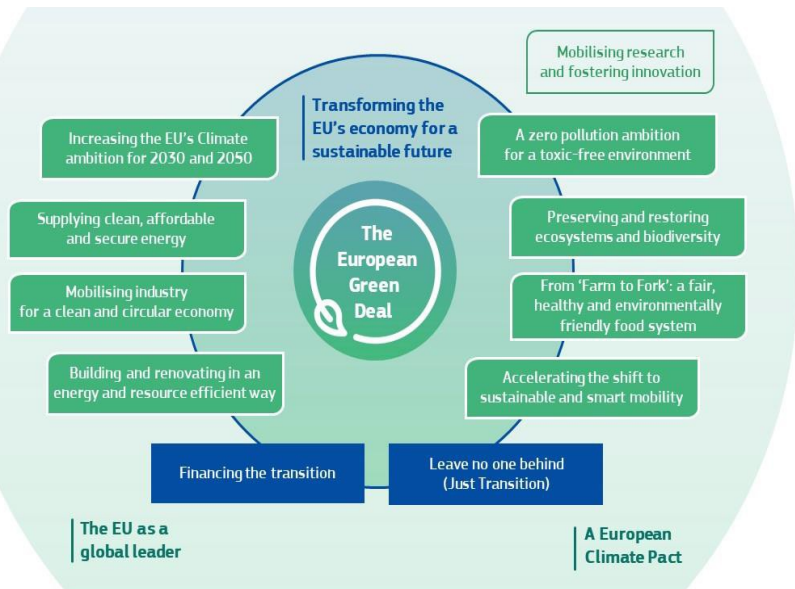 Mobilising research
and fostering innovation
Transforming the
EU's economy for a
sustainable future
Increasing the EU's Climate
ambition for 2030 and 2050
A zero pollution ambition
for a toxic-free environment
Supplying clean, affordable
and secure energy
Preserving and restoring
ecosystems and biodiversity
The
European
Green
Deal
Mobilising industry
for a clean and circular economy
From ‘Farm to Fork’: a fair,
healthy and environmentally
friendly food system
Building and renovating in an
energy and resource efficient way
Accelerating the shift to
sustainable and smart mobility
Financing the transition
Leave no one behind
(Just Transition)
The EU as a
global leader
A European
Climate Pact